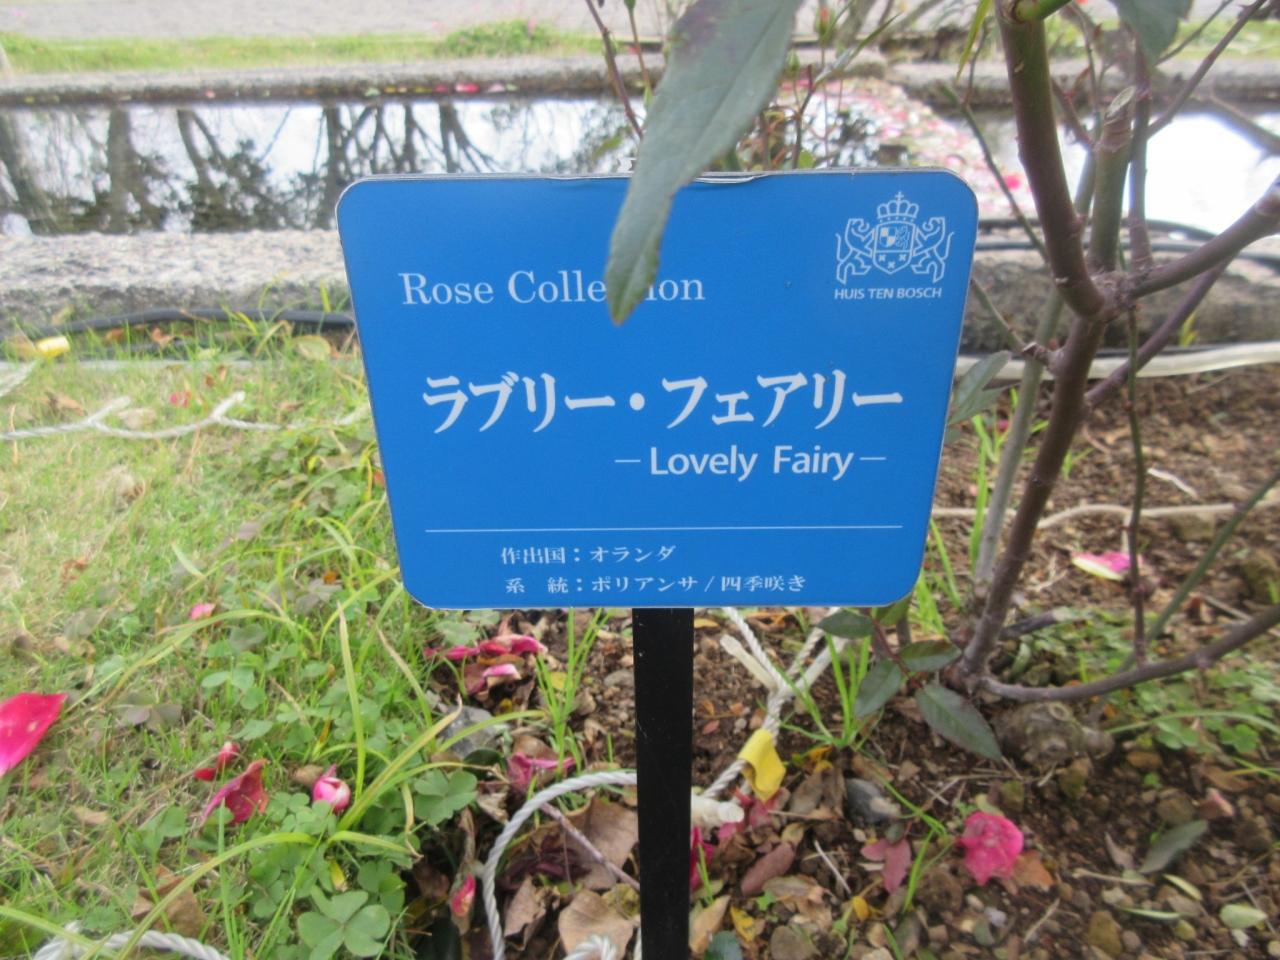 Rose Collection
HUIS TEN BOSCH
ラブリー・フェアリー
—Lovely Fairy—
作出国：オランダ
系　統：ポリアンサ/四季咲き